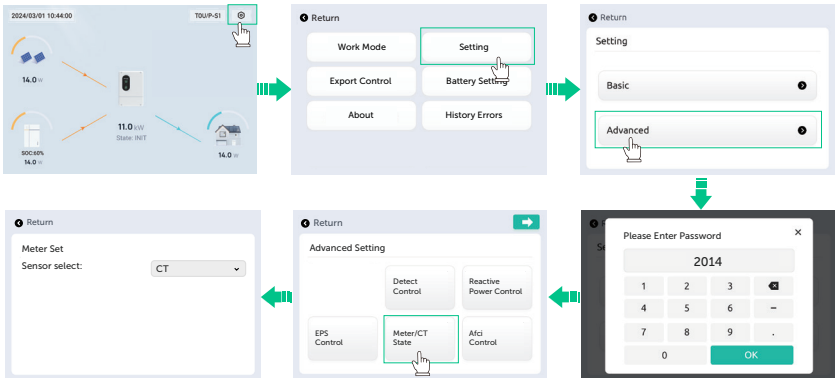 2024/03/01 10:44:00
TOU/P-S1
14.0 W
11.0 kW
State: INIT
SOC:60%
14.0 W
14.0 W
Return
Work Mode
Setting
Export Control
Battery Setting
About
History Errors
Return
Setting
Basic
Advanced
Return
Meter Set
Sensor select:
CT
Return
Advanced Setting
Detect
Control
Reactive
Power Control
EPS
Control
Meter/CT
State
Afci
Control
Please Enter Password
×
2014
1 2 3
4 5 6 –
7 8 9 .
0 OK